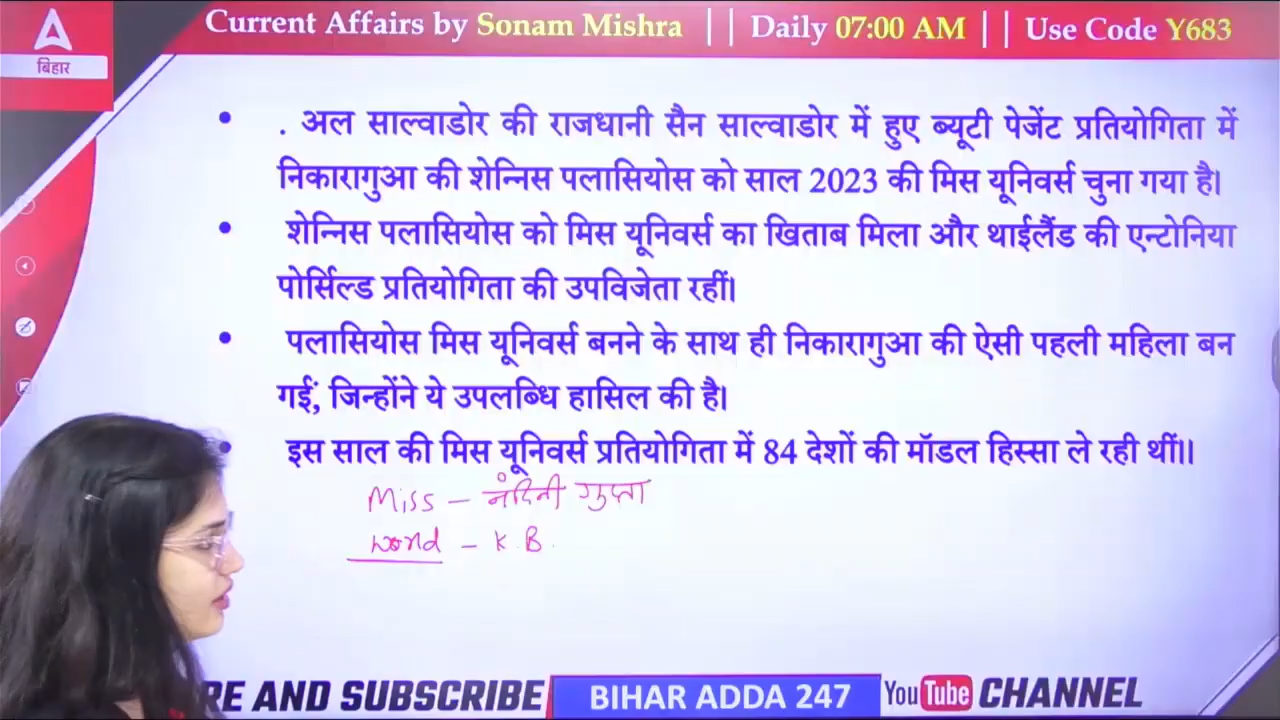 Current Affairs by Sonam Mishra || Daily 07:00 AM || Use Code Y683
A
बिहार
• . अल साल्वाडोर की राजधानी सैन साल्वाडोर में हुए ब्यूटी पेजेंट प्रतियोगिता में
निकारागुआ की शेन्निस पलासियोस को साल 2023 की मिस यूनिवर्स चुना गया है।
• शेन्निस पलासियोस को मिस यूनिवर्स का खिताब मिला और थाईलैंड की एन्टोनिया
पोर्सिल्ड प्रतियोगिता की उपविजेता रहीं।
• पलासियोस मिस यूनिवर्स बनने के साथ ही निकारागुआ की ऐसी पहली महिला बन
गईं, जिन्होंने ये उपलब्धि हासिल की है।
• इस साल की मिस यूनिवर्स प्रतियोगिता में 84 देशों की मॉडल हिस्सा ले रही थीं।।
Miss – नंदिनी गुप्ता
World – K.B.
RE AND SUBSCRIBE BIHAR ADDA 247 YouTube CHANNEL